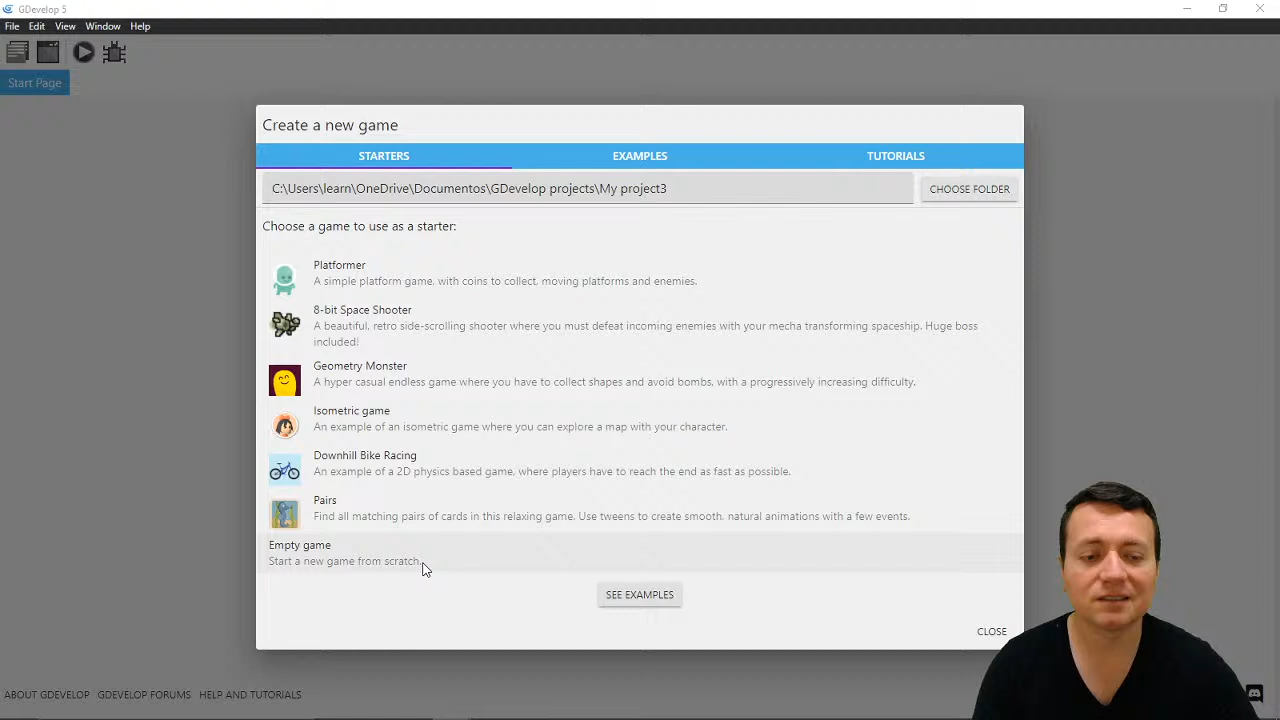 GDevelop 5
File Edit View Window Help
Start Page
Create a new game
STARTERS EXAMPLES TUTORIALS
C:\Users\learn\OneDrive\Documentos\GDevelop projects\My project3
CHOOSE FOLDER
Choose a game to use as a starter:
Platformer
A simple platform game, with coins to collect, moving platforms and enemies.
8-bit Space Shooter
A beautiful, retro side-scrolling shooter where you must defeat incoming enemies with your mecha transforming spaceship. Huge boss
included!
Geometry Monster
A hyper casual endless game where you have to collect shapes and avoid bombs, with a progressively increasing difficulty.
Isometric game
An example of an isometric game where you can explore a map with your character.
Downhill Bike Racing
An example of a 2D physics based game, where players have to reach the end as fast as possible.
Pairs
Find all matching pairs of cards in this relaxing game. Use tweens to create smooth, natural animations with a few events.
Empty game
Start a new game from scratch.
SEE EXAMPLES
CLOSE
ABOUT GDEVELOP GDEVELOP FORUMS HELP AND TUTORIALS